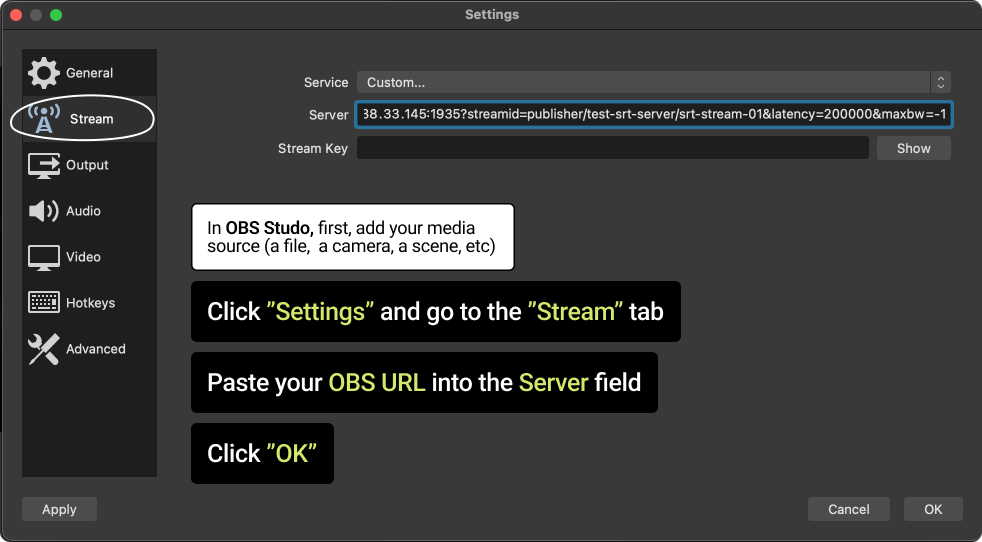 Settings
General
Stream
Output
Audio
Video
Hotkeys
Advanced
Service Custom...
Server 38.33.145:1935?streamid=publisher/test-srt-server/srt-stream-01&latency=200000&maxbw=-1
Stream Key Show
In OBS Studo, first, add your media
source (a file, a camera, a scene, etc)
Click ”Settings” and go to the ”Stream” tab
Paste your OBS URL into the Server field
Click ”OK”
Apply Cancel OK